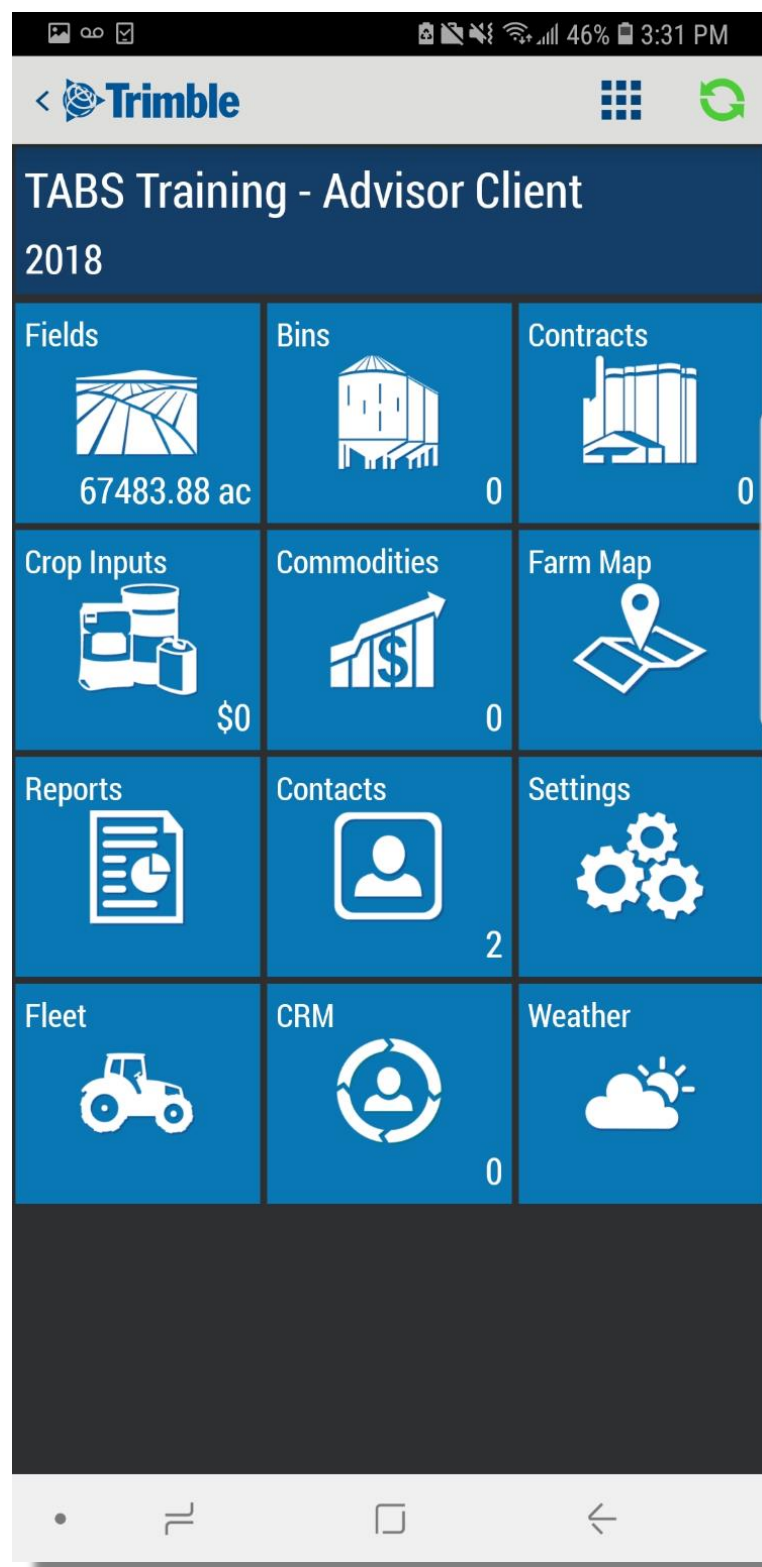 46% 3:31 PM
< Trimble
TABS Training - Advisor Client
2018
Fields
67483.88 ac
Bins
0
Contracts
0
Crop Inputs
$0
Commodities
$
0
Farm Map
Reports
Contacts
2
Settings
Fleet
CRM
0
Weather